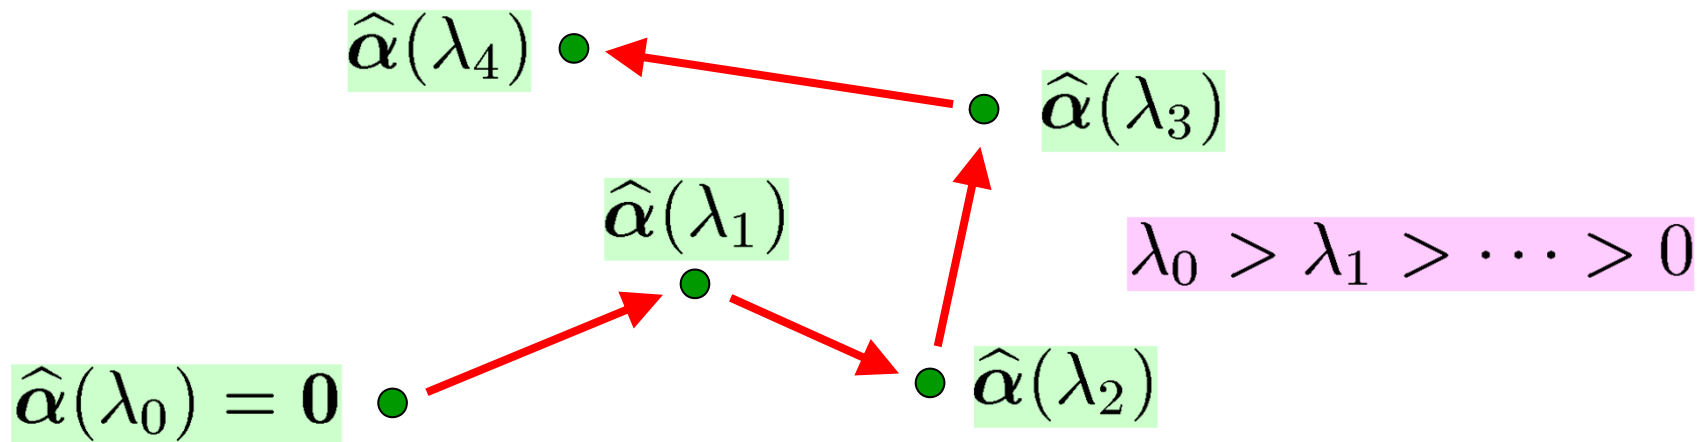 α̂(λ₄)
α̂(λ₃)
α̂(λ₁)
λ₀ > λ₁ > ⋯ > 0
α̂(λ₂)
α̂(λ₀) = 0